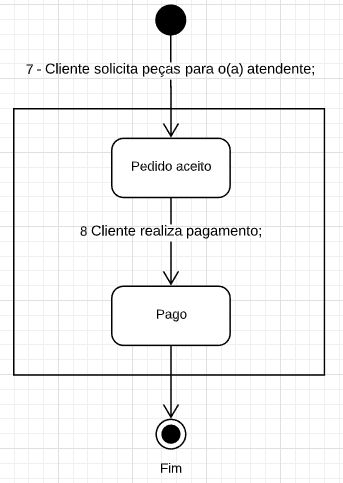 7 - Cliente solicita peças para o(a) atendente;
Pedido aceito
8 Cliente realiza pagamento;
Pago
Fim